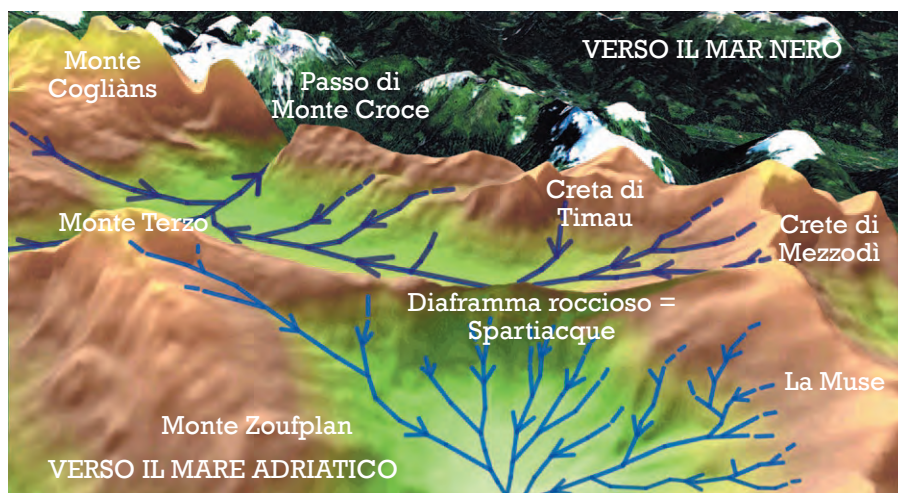 VERSO IL MAR NERO
Monte
Cogliàns
Passo di
Monte Croce
Creta di
Timau
Monte Terzo
Crete di
Mezzodì
Diaframma roccioso =
Spartiacque
La Muse
Monte Zoufplan
VERSO IL MARE ADRIATICO